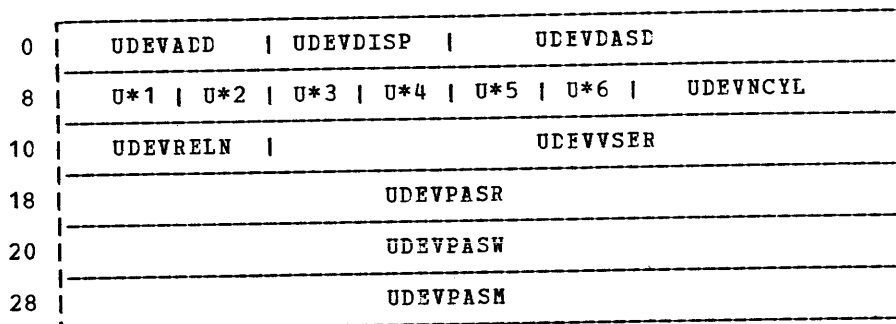 0 | UDEVADD | UDEVDISP | UDEVDASD
8 | U*1 | U*2 | U*3 | U*4 | U*5 | U*6 | UDEVNCYL
10 | UDEVRELN | UDEVVSER
18 | UDEVPASR
20 | UDEVPASW
28 | UDEVPASM